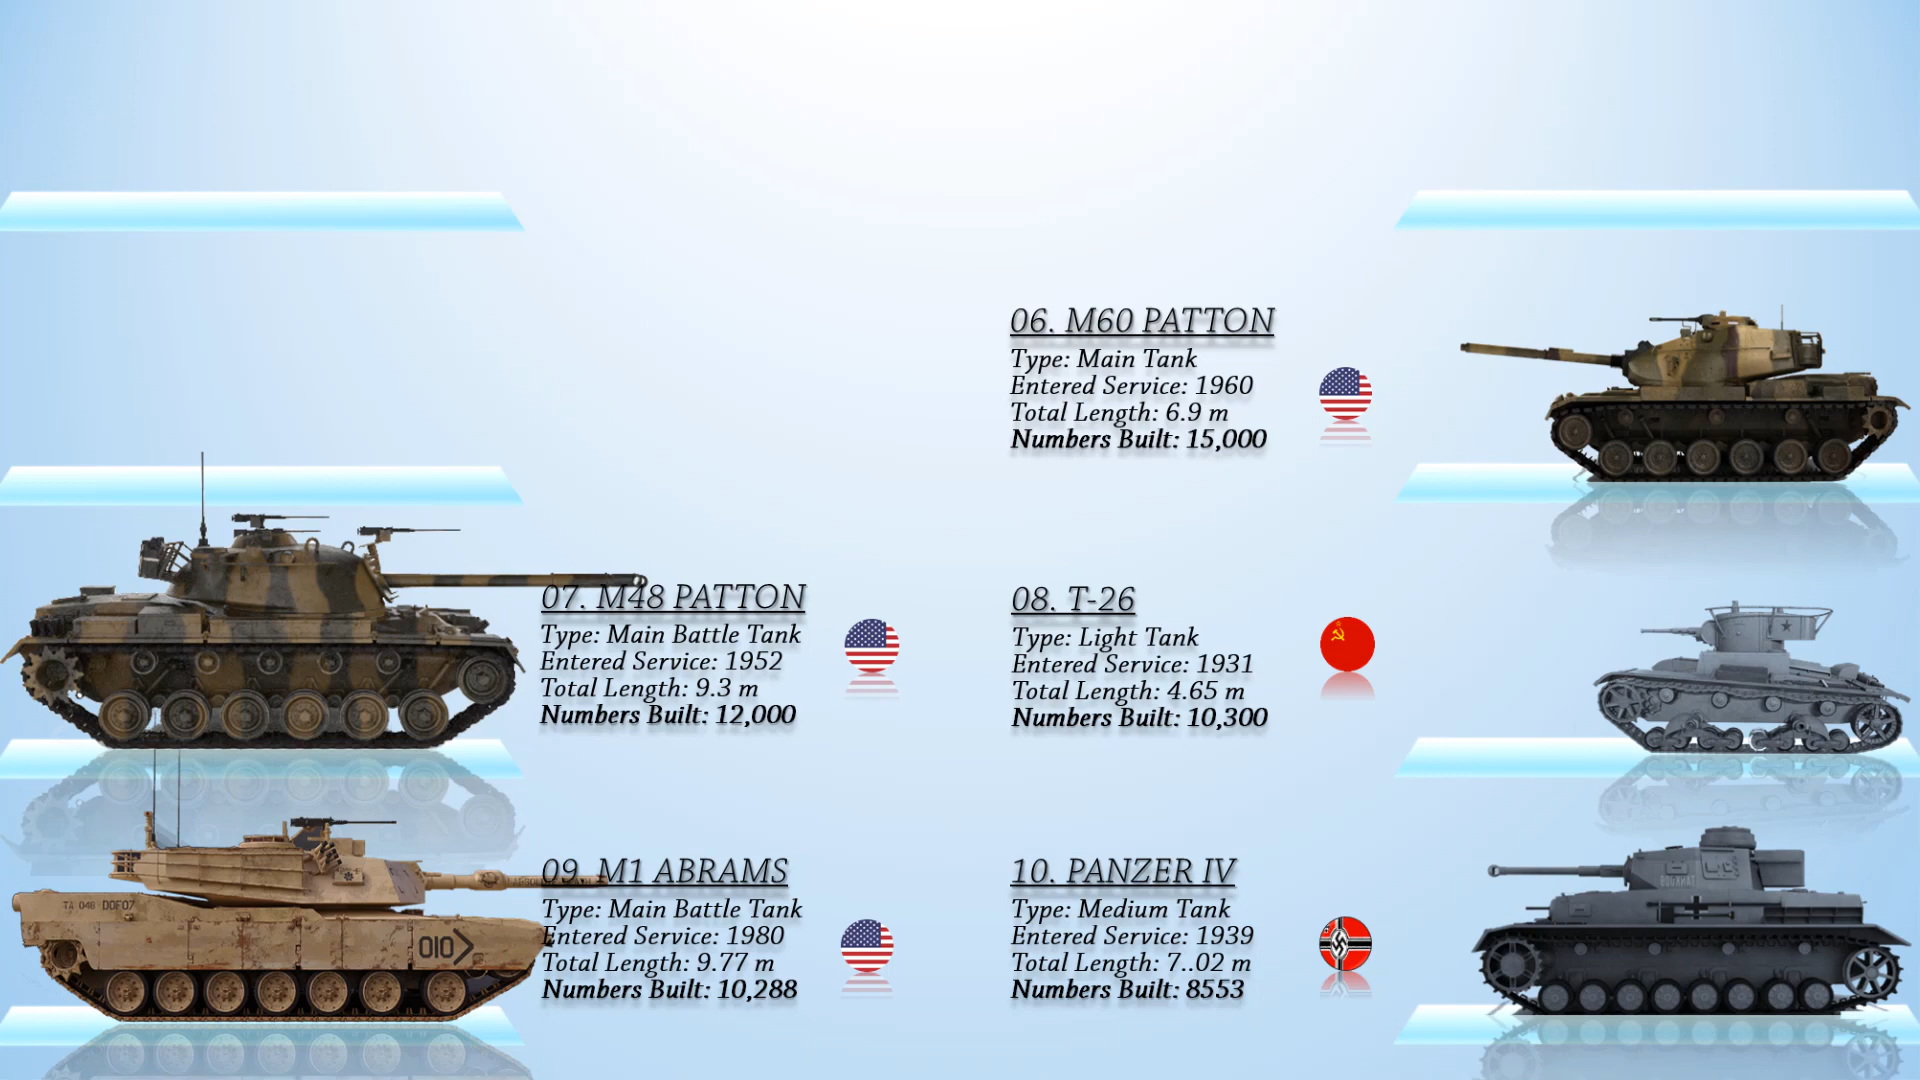 06. M60 PATTON
Type: Main Tank
Entered Service: 1960
Total Length: 6.9 m
Numbers Built: 15,000
07. M48 PATTON
Type: Main Battle Tank
Entered Service: 1952
Total Length: 9.3 m
Numbers Built: 12,000
08. T-26
Type: Light Tank
Entered Service: 1931
Total Length: 4.65 m
Numbers Built: 10,300
09. M1 ABRAMS
Type: Main Battle Tank
Entered Service: 1980
Total Length: 9.77 m
Numbers Built: 10,288
TA 046 DOF07
010
10. PANZER IV
Type: Medium Tank
Entered Service: 1939
Total Length: 7..02 m
Numbers Built: 8553